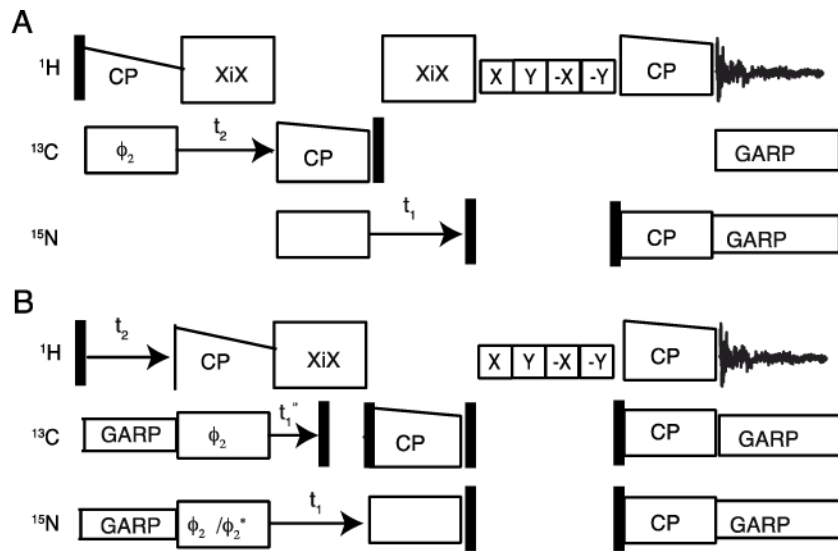 A
¹H CP XiX XiX X Y -X -Y CP
¹³C ϕ₂ t₂ CP GARP
¹⁵N t₁ CP GARP
B
¹H t₂ CP XiX X Y -X -Y CP
¹³C GARP ϕ₂ t₁" CP CP GARP
¹⁵N GARP ϕ₂ /ϕ₂* t₁ CP GARP